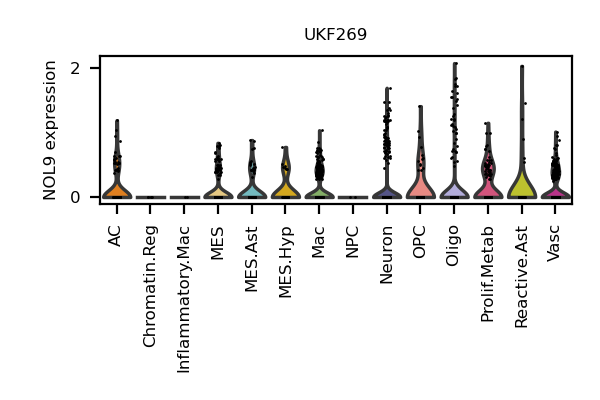 UKF269
NOL9 expression
2
0
AC
Chromatin.Reg
Inflammatory.Mac
MES
MES.Ast
MES.Hyp
Mac
NPC
Neuron
OPC
Oligo
Prolif.Metab
Reactive.Ast
Vasc